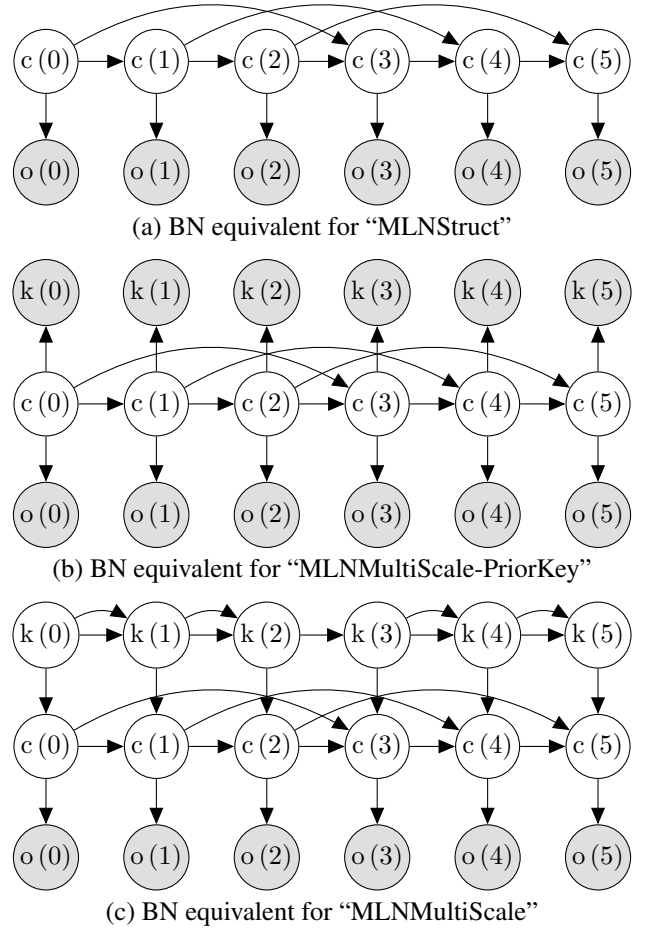 c (0) c (1) c (2) c (3) c (4) c (5)
o (0) o (1) o (2) o (3) o (4) o (5)
(a) BN equivalent for “MLNStruct”
k (0) k (1) k (2) k (3) k (4) k (5)
c (0) c (1) c (2) c (3) c (4) c (5)
o (0) o (1) o (2) o (3) o (4) o (5)
(b) BN equivalent for “MLNMultiScale-PriorKey”
k (0) k (1) k (2) k (3) k (4) k (5)
c (0) c (1) c (2) c (3) c (4) c (5)
o (0) o (1) o (2) o (3) o (4) o (5)
(c) BN equivalent for “MLNMultiScale”